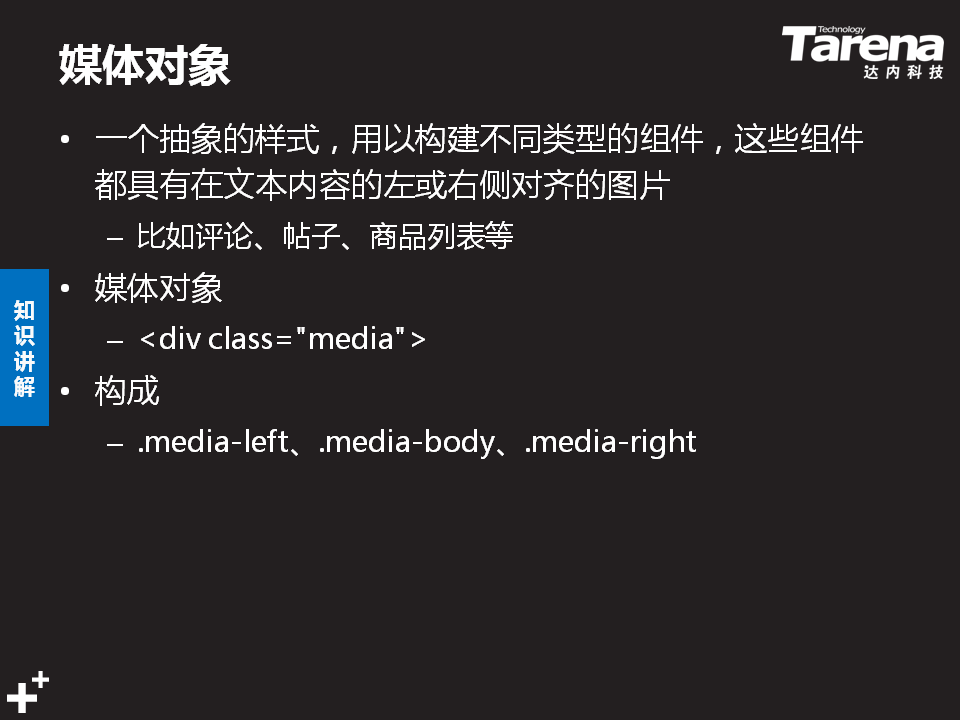 媒体对象
Technology
Tarena
达内科技
• 一个抽象的样式，用以构建不同类型的组件，这些组件
都具有在文本内容的左或右侧对齐的图片
– 比如评论、帖子、商品列表等
• 媒体对象
– <div class="media">
• 构成
– .media-left、.media-body、.media-right
知识讲解